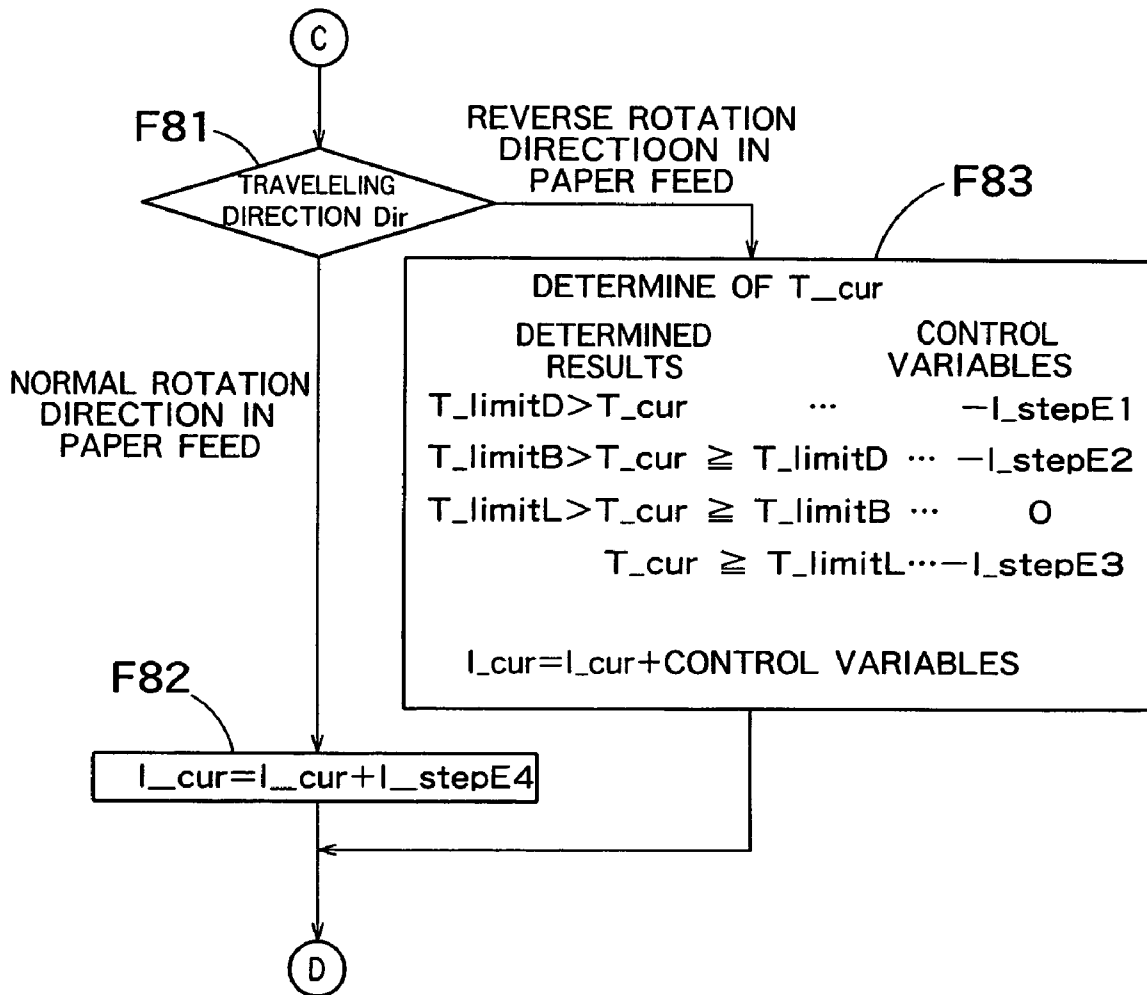 C
F81
REVERSE ROTATION
DIRECTIOON IN
PAPER FEED
TRAVELELING
DIRECTION Dir
F83
NORMAL ROTATION
DIRECTION IN
PAPER FEED
DETERMINE OF T_cur
DETERMINED
RESULTS
CONTROL
VARIABLES
T_limitD>T_cur ... -I_stepE1
T_limitB>T_cur ≧ T_limitD ... -I_stepE2
T_limitL>T_cur ≧ T_limitB ... 0
T_cur ≧ T_limitL...-I_stepE3
I_cur=I_cur+CONTROL VARIABLES
F82
I_cur=I_cur+I_stepE4
D